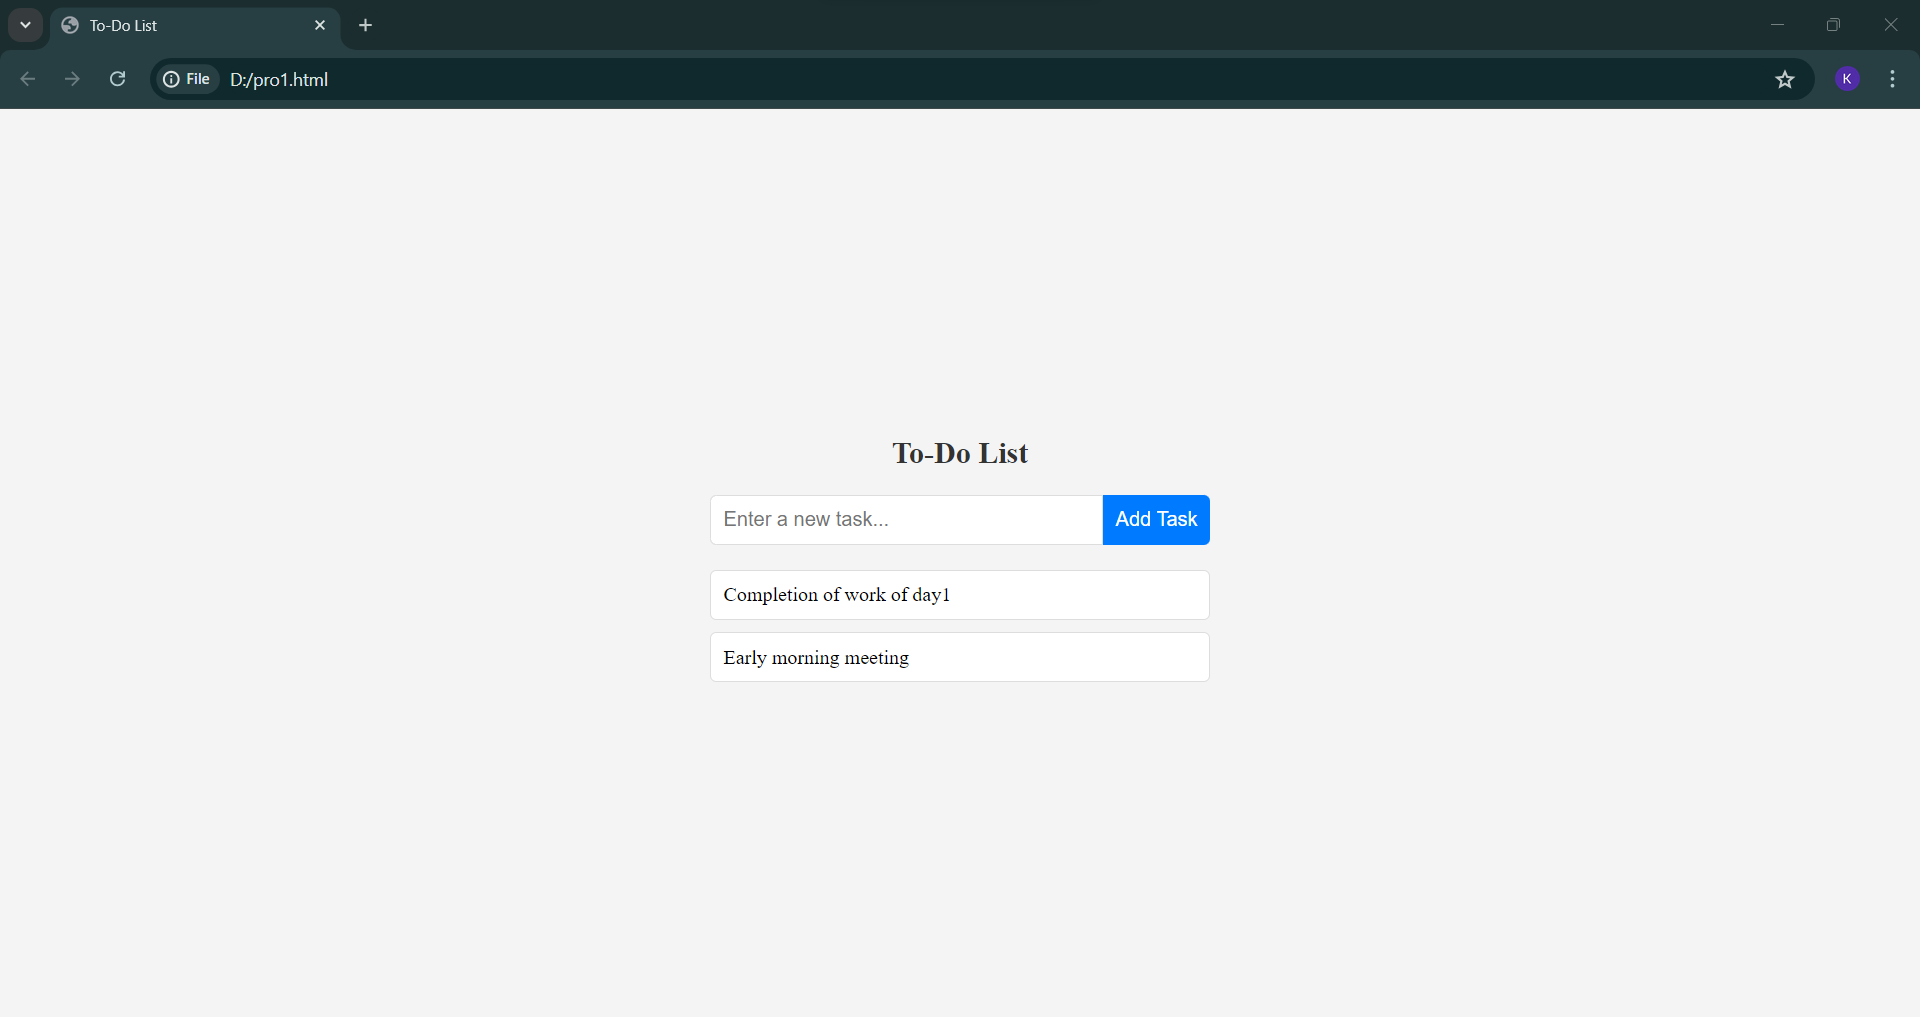 To-Do List
File D:/pro1.html
K
To-Do List
Enter a new task...
Add Task
Completion of work of day1
Early morning meeting